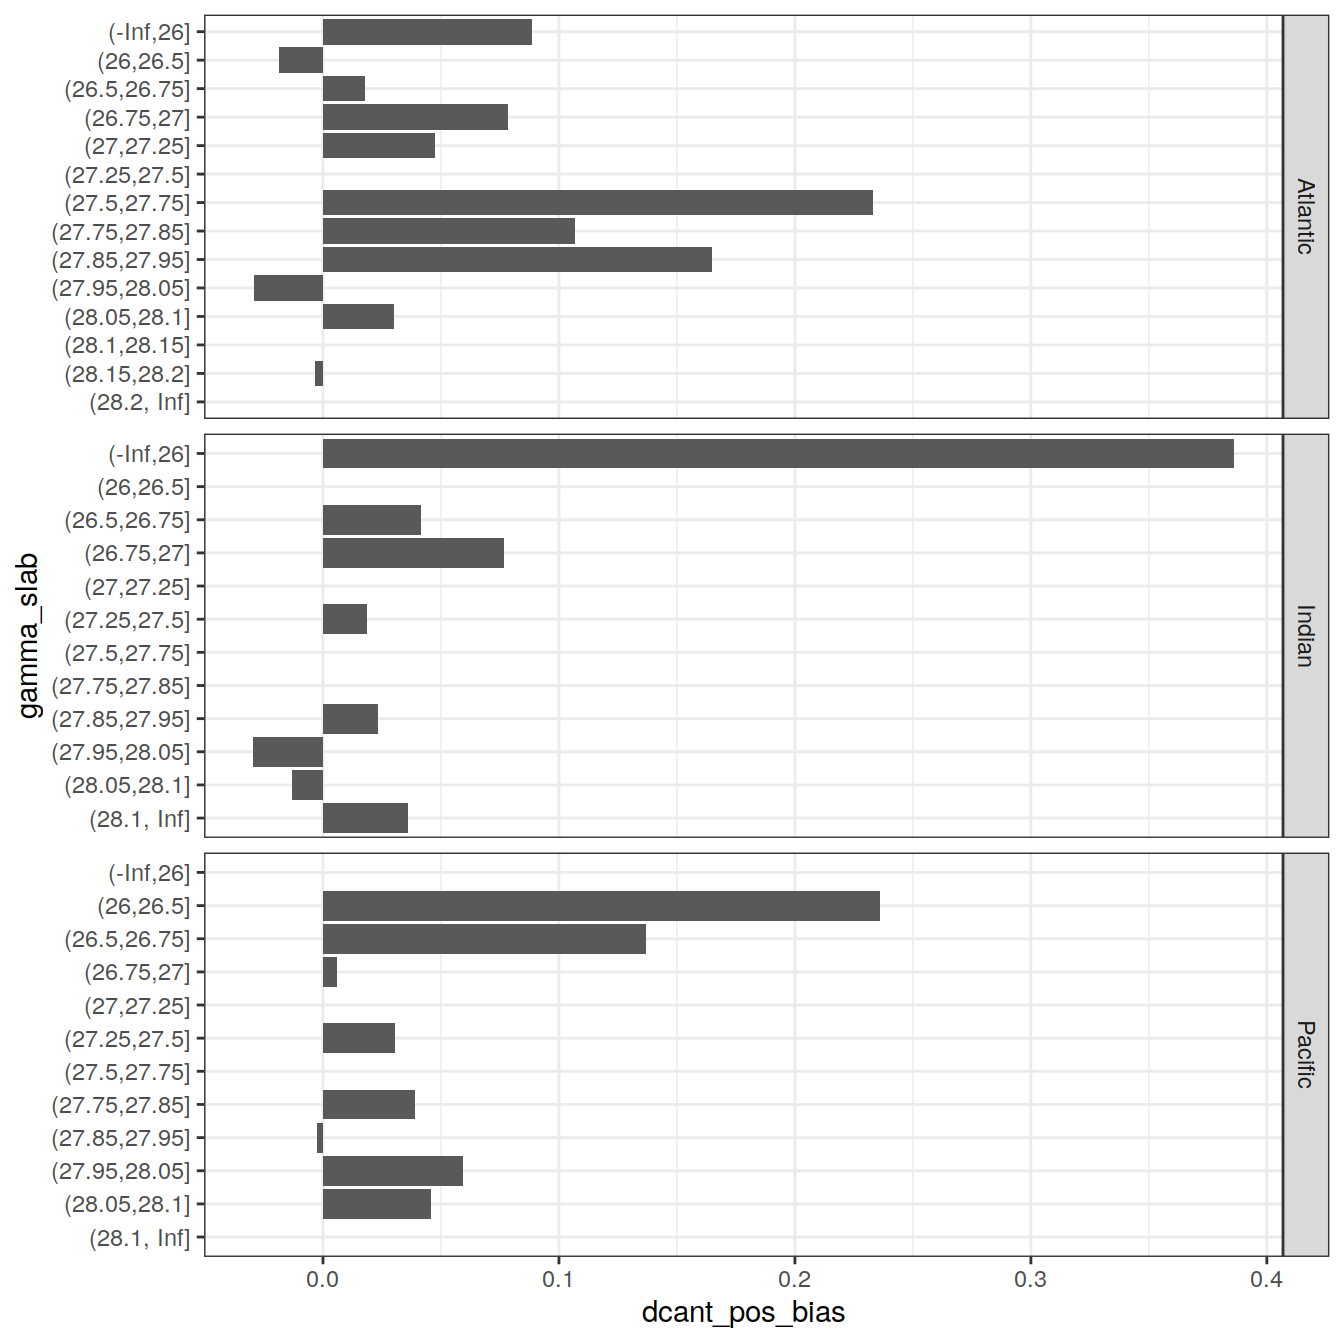 (-Inf,26]
(26,26.5]
(26.5,26.75]
(26.75,27]
(27,27.25]
(27.25,27.5]
(27.5,27.75]
(27.75,27.85]
(27.85,27.95]
(27.95,28.05]
(28.05,28.1]
(28.1,28.15]
(28.15,28.2]
(28.2, Inf]
Atlantic
(-Inf,26]
(26,26.5]
(26.5,26.75]
(26.75,27]
(27,27.25]
(27.25,27.5]
(27.5,27.75]
(27.75,27.85]
(27.85,27.95]
(27.95,28.05]
(28.05,28.1]
(28.1, Inf]
Indian
gamma_slab
(-Inf,26]
(26,26.5]
(26.5,26.75]
(26.75,27]
(27,27.25]
(27.25,27.5]
(27.5,27.75]
(27.75,27.85]
(27.85,27.95]
(27.95,28.05]
(28.05,28.1]
(28.1, Inf]
Pacific
0.0 0.1 0.2 0.3 0.4
dcant_pos_bias